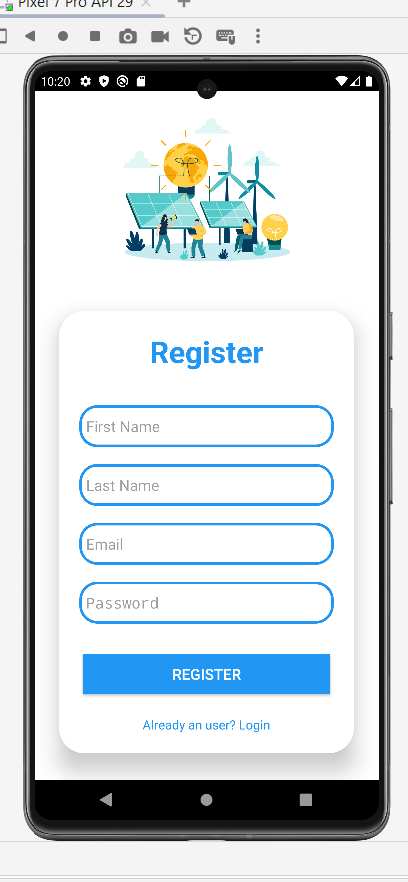 Pixel 7 Pro API 29
10:20
Register
First Name
Last Name
Email
Password
REGISTER
Already an user? Login